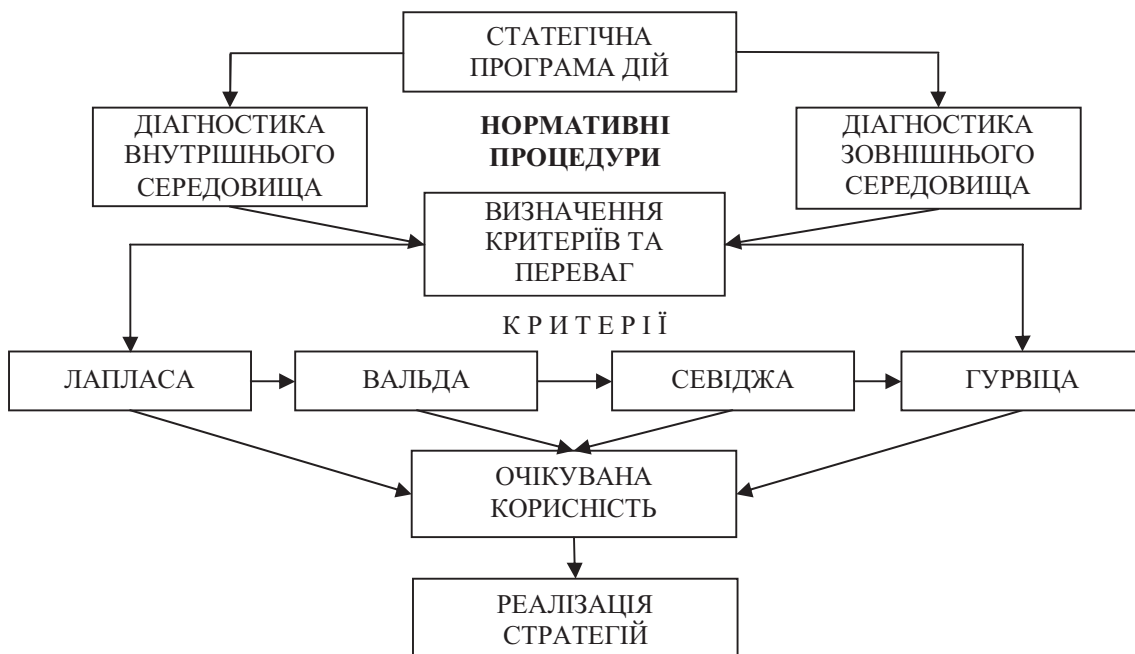 СТАТЕГІЧНА
ПРОГРАМА ДІЙ
ДІАГНОСТИКА
ВНУТРІШНЬОГО
СЕРЕДОВИЩА
НОРМАТИВНІ
ПРОЦЕДУРИ
ДІАГНОСТИКА
ЗОВНІШНЬОГО
СЕРЕДОВИЩА
ВИЗНАЧЕННЯ
КРИТЕРІЇВ ТА
ПЕРЕВАГ
К Р И Т Е Р І Ї
ЛАПЛАСА
ВАЛЬДА
СЕВІДЖА
ГУРВІЦА
ОЧІКУВАНА
КОРИСНІСТЬ
РЕАЛІЗАЦІЯ
СТРАТЕГІЙ